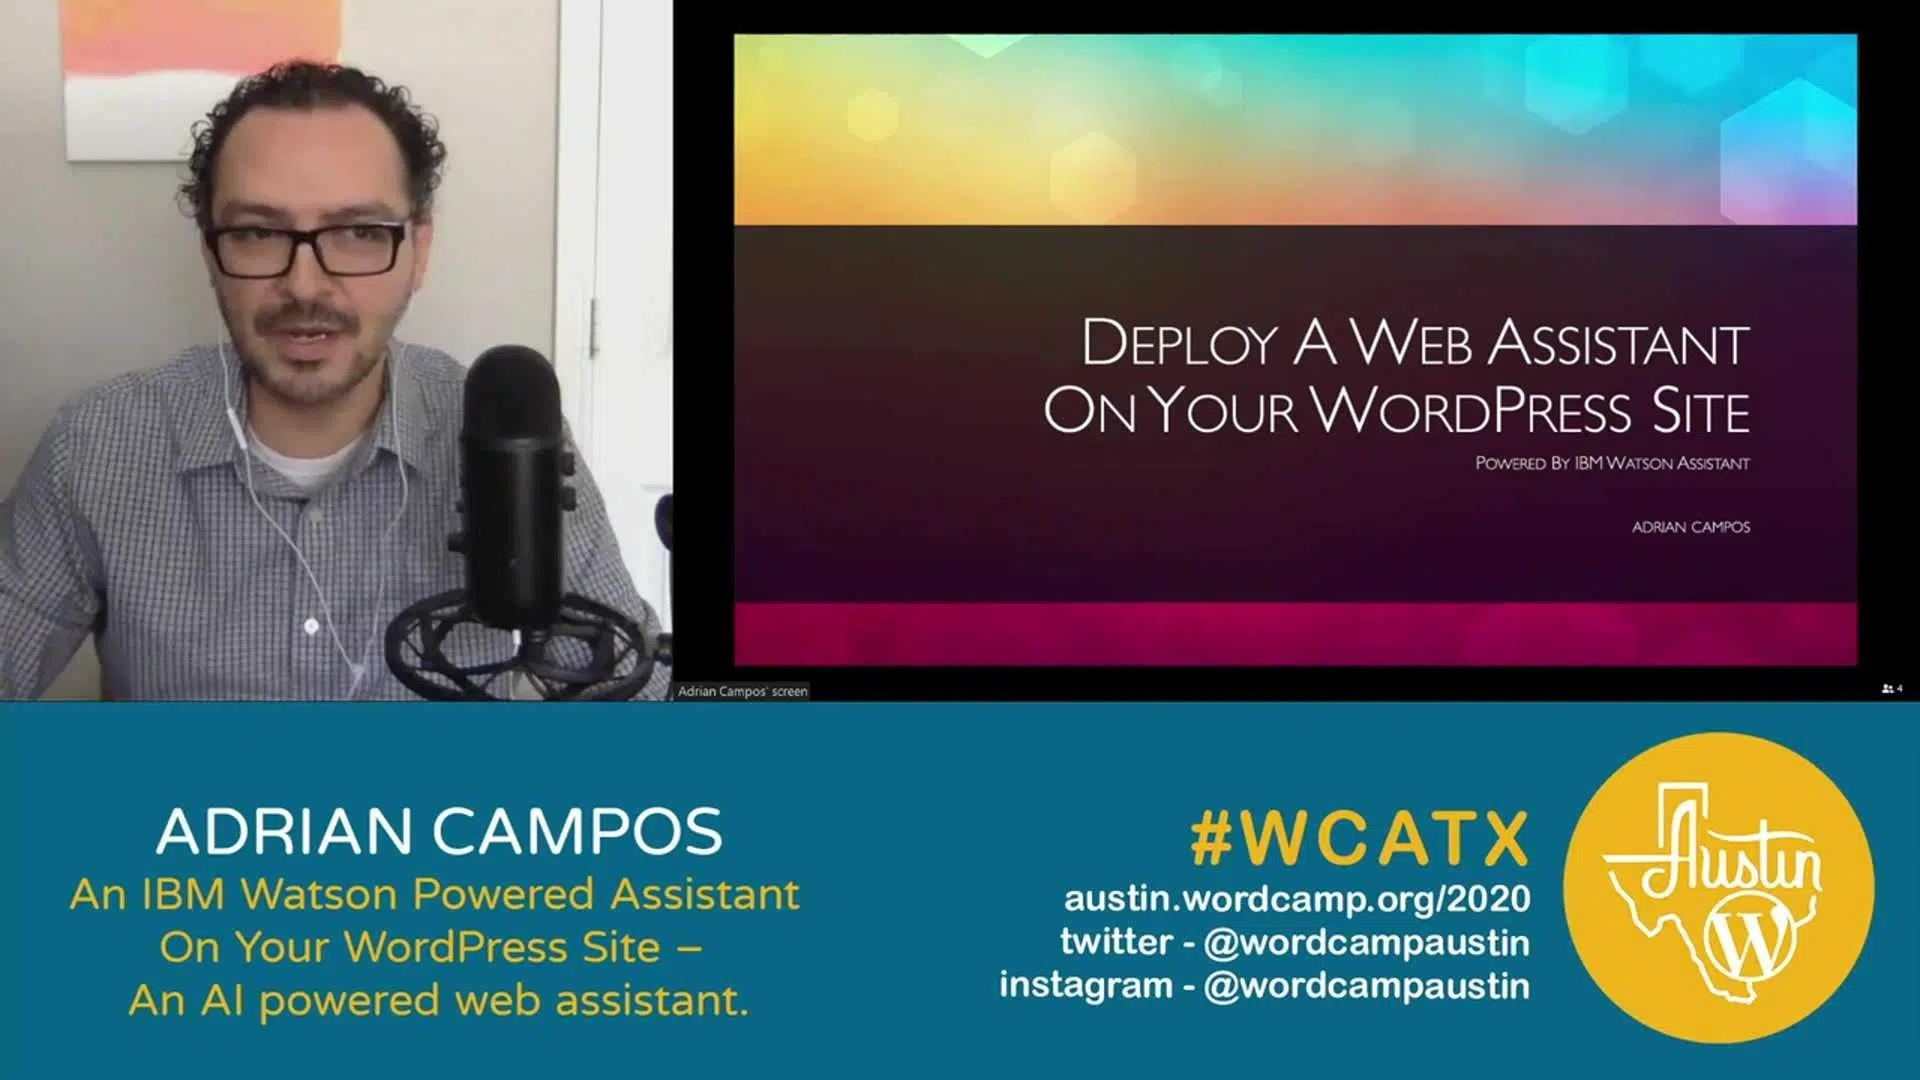 DEPLOY A WEB ASSISTANT
ON YOUR WORDPRESS SITE
POWERED BY IBM WATSON ASSISTANT
ADRIAN CAMPOS
Adrian Campos' screen
4
ADRIAN CAMPOS
An IBM Watson Powered Assistant
On Your WordPress Site –
An AI powered web assistant.
#WCATX
austin.wordcamp.org/2020
twitter - @wordcampaustin
instagram - @wordcampaustin
Austin
W